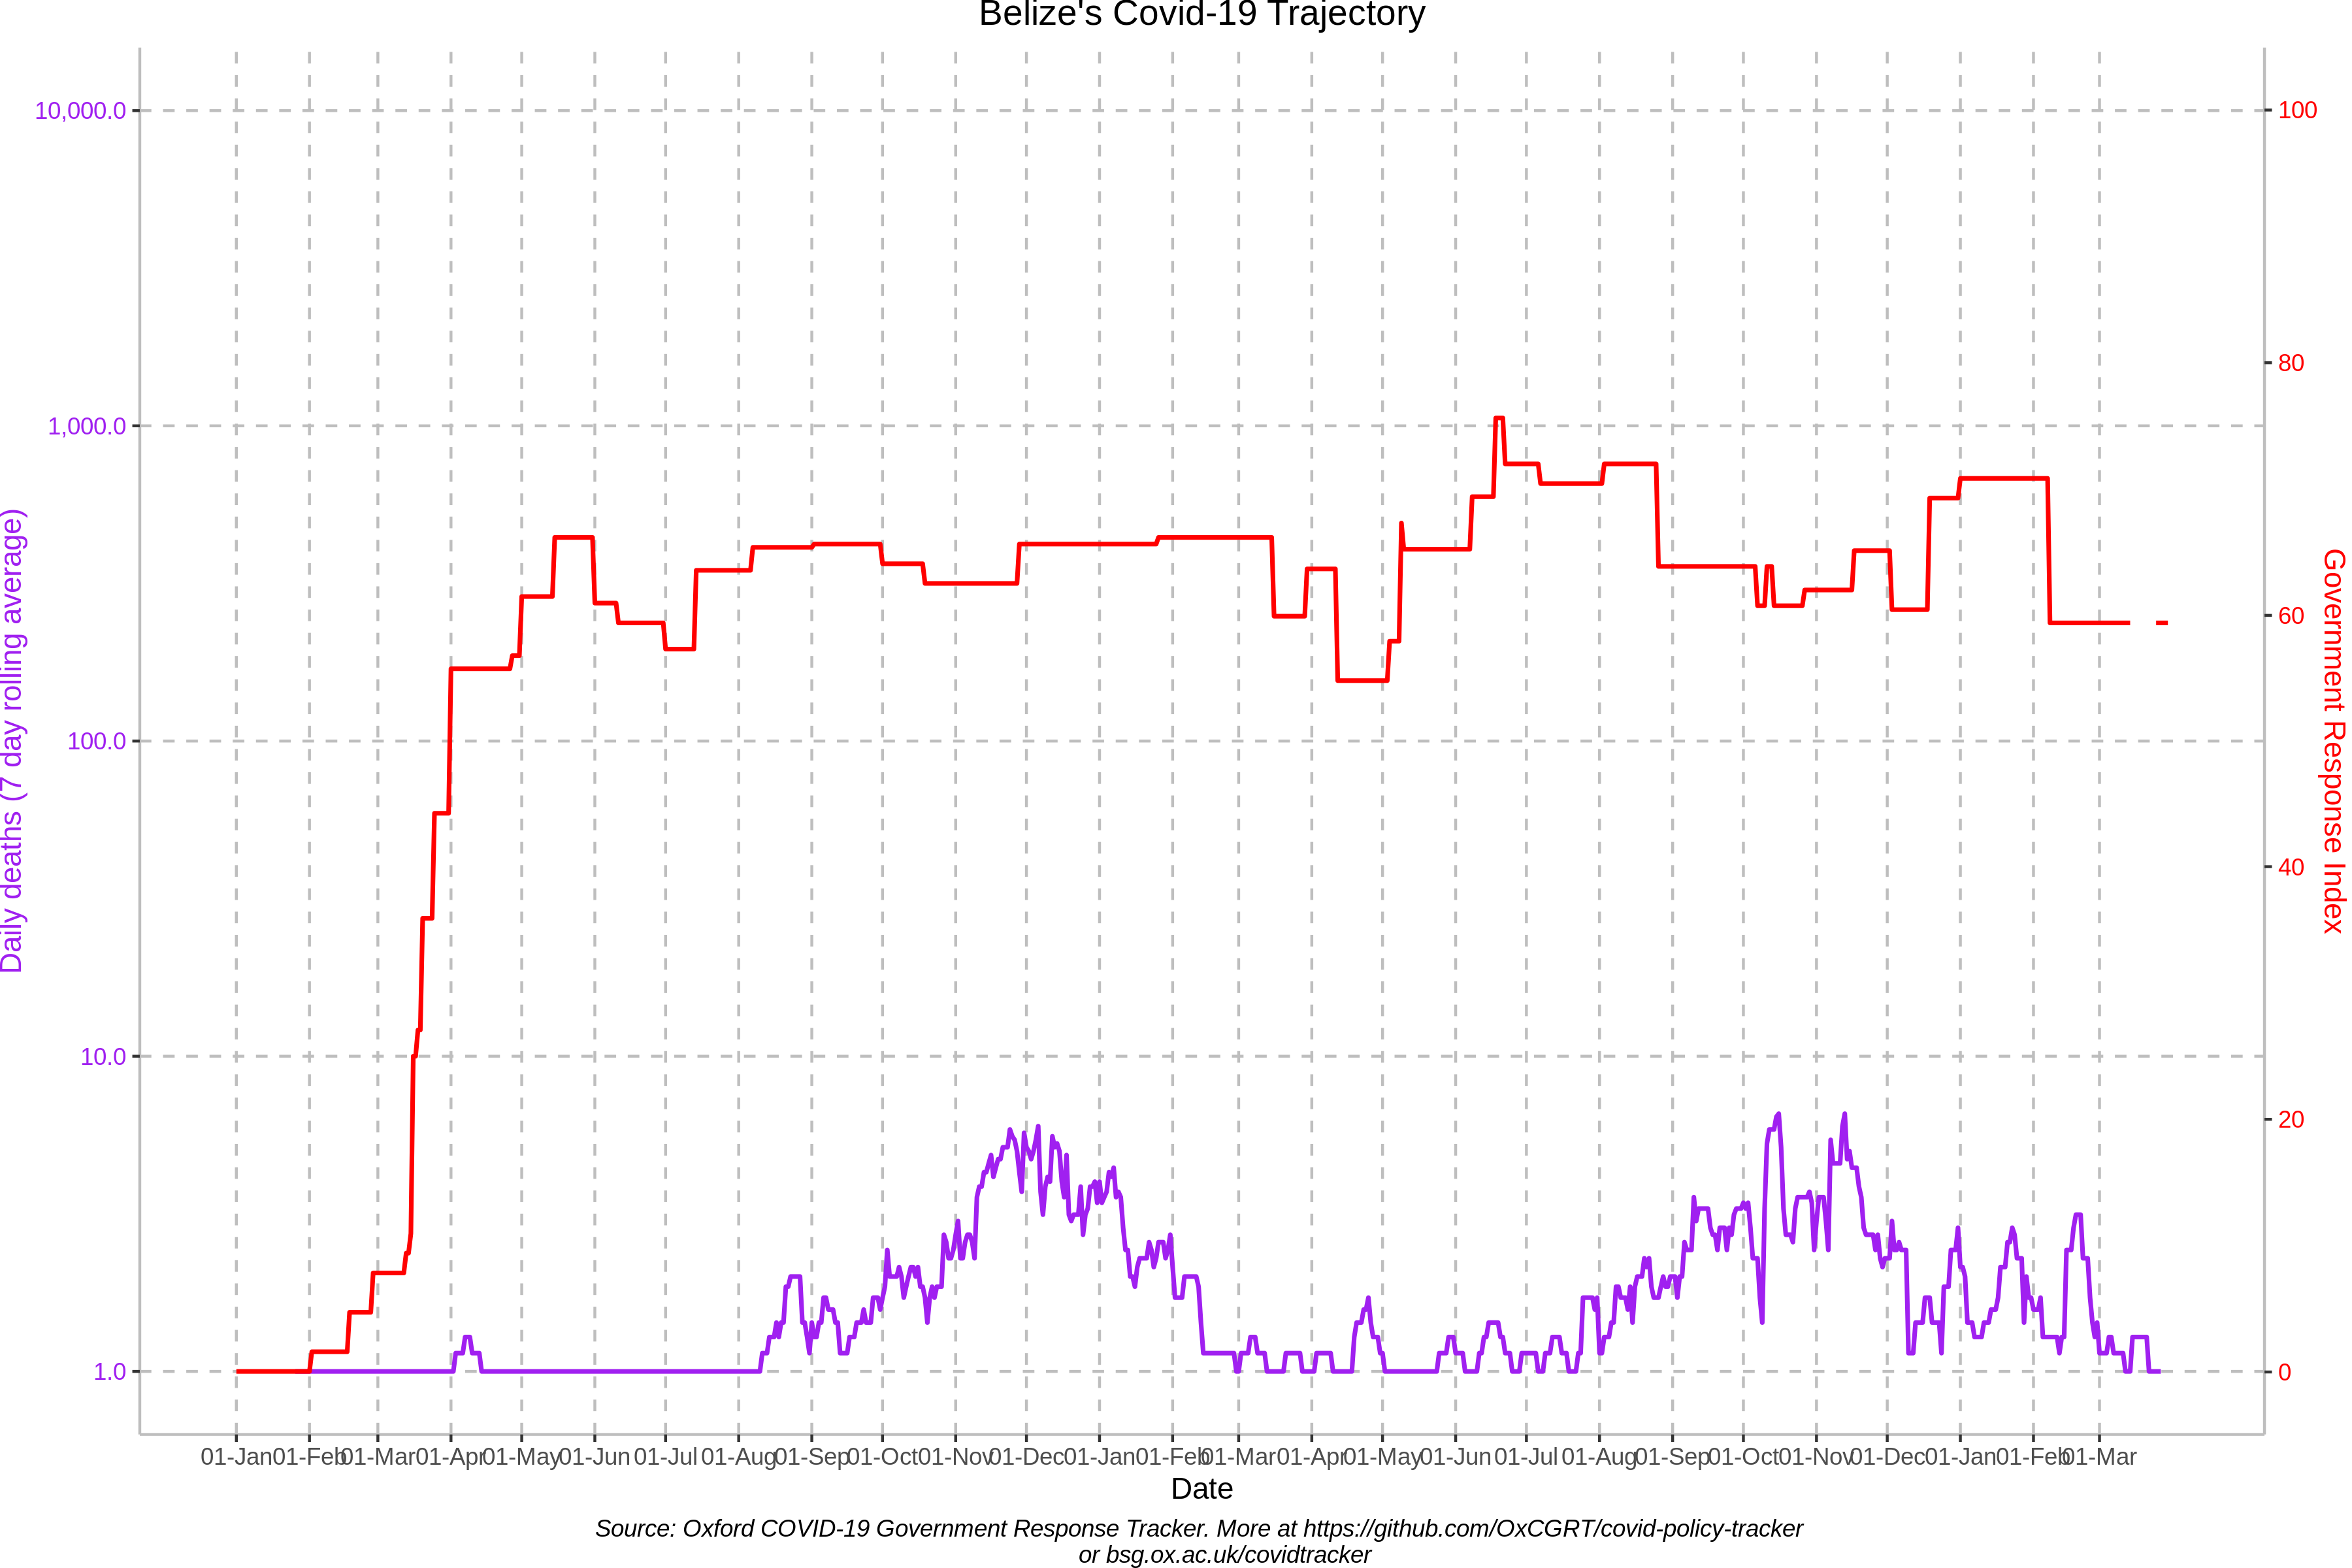 Belize's Covid-19 Trajectory
10,000.0
1,000.0
100.0
10.0
1.0
Daily deaths (7 day rolling average)
100
80
60
40
20
0
Government Response Index
01-Jan 01-Feb 01-Mar 01-Apr 01-May 01-Jun 01-Jul 01-Aug 01-Sep 01-Oct 01-Nov 01-Dec 01-Jan 01-Feb 01-Mar 01-Apr 01-May 01-Jun 01-Jul 01-Aug 01-Sep 01-Oct 01-Nov 01-Dec 01-Jan 01-Feb 01-Mar
Date
Source: Oxford COVID-19 Government Response Tracker. More at https://github.com/OxCGRT/covid-policy-tracker
or bsg.ox.ac.uk/covidtracker